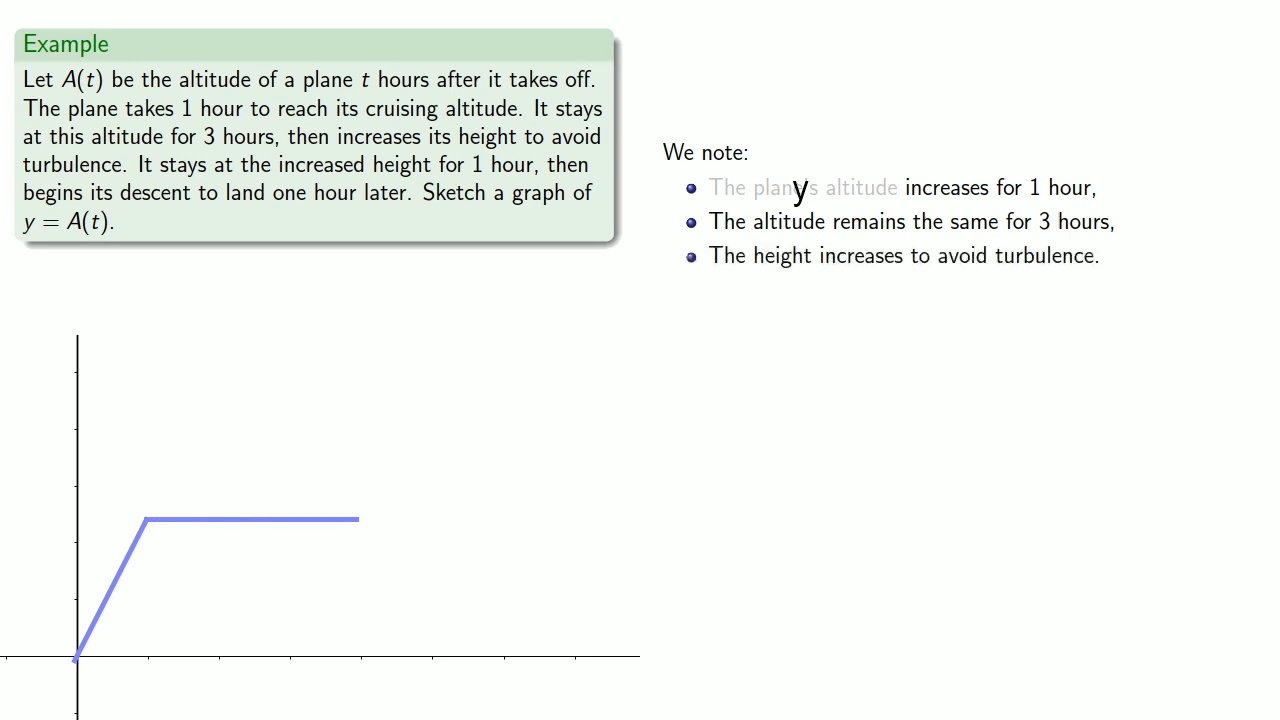 Example
Let A(t) be the altitude of a plane t hours after it takes off.
The plane takes 1 hour to reach its cruising altitude. It stays
at this altitude for 3 hours, then increases its height to avoid
turbulence. It stays at the increased height for 1 hour, then
begins its descent to land one hour later. Sketch a graph of
y = A(t).
We note:
The plane's altitude increases for 1 hour,
y
The altitude remains the same for 3 hours,
The height increases to avoid turbulence.